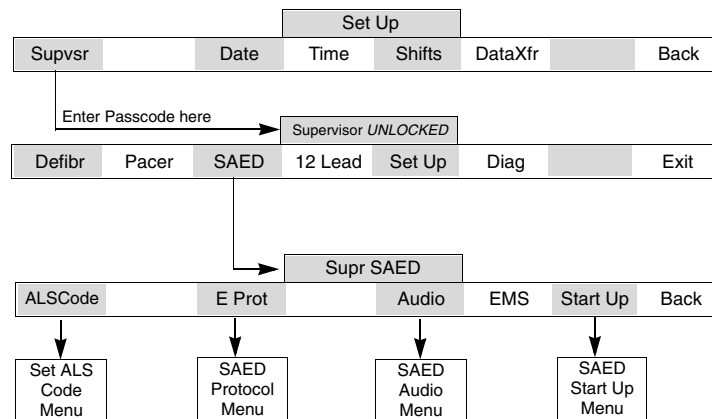 Set Up
Supvsr Date Time Shifts DataXfr Back
Enter Passcode here
Supervisor UNLOCKED
Defibr Pacer SAED 12 Lead Set Up Diag Exit
Supr SAED
ALSCode E Prot Audio EMS Start Up Back
Set ALS
Code
Menu
SAED
Protocol
Menu
SAED
Audio
Menu
SAED
Start Up
Menu